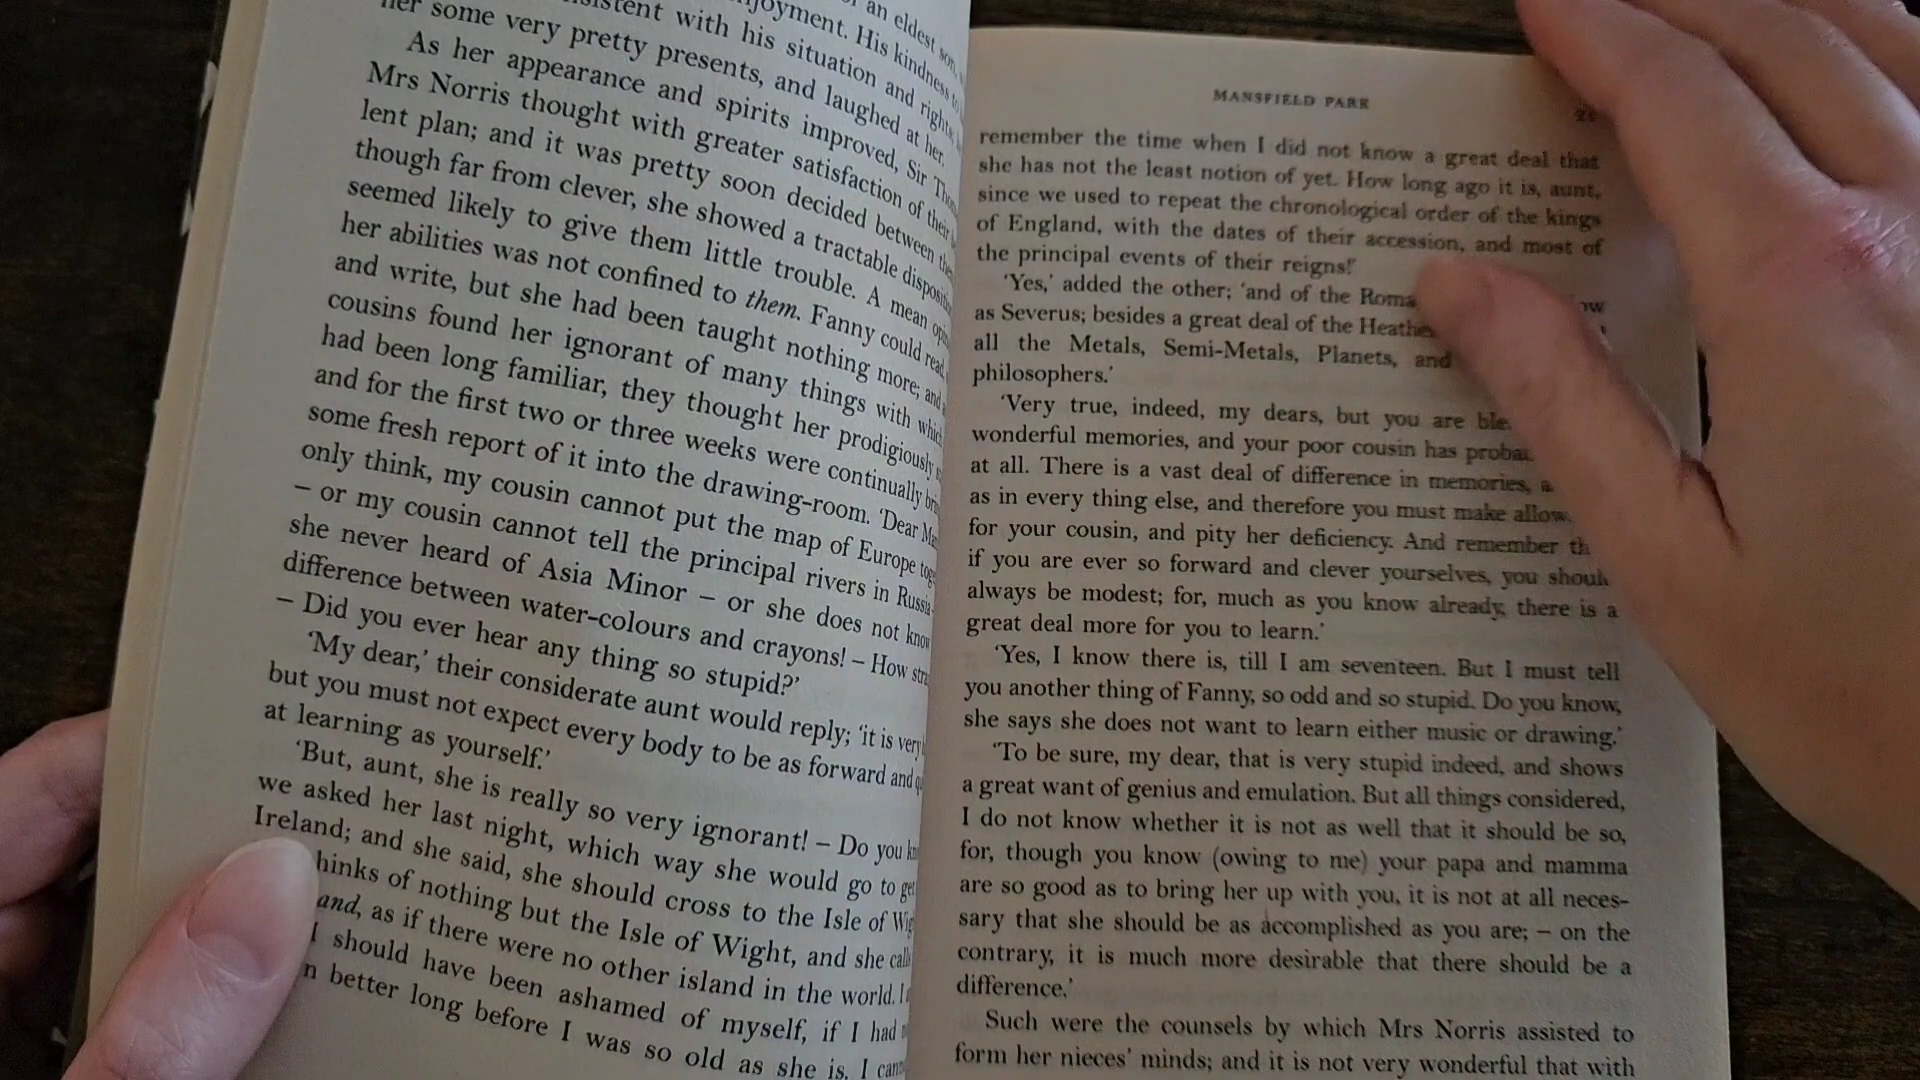 an eldest son,
njoyment. His kindness to
sistent with his situation and rights,
her some very pretty presents, and laughed at her.
As her appearance and spirits improved, Sir
Mrs Norris thought with greater satisfaction of their
lent plan; and it was pretty soon decided between
though far from clever, she showed a tractable
seemed likely to give them little trouble. A mean
her abilities was not confined to them. Fanny could read,
and write, but she had been taught nothing more; and
cousins found her ignorant of many things with
had been long familiar, they thought her prodigiously
and for the first two or three weeks were continually
some fresh report of it into the drawing-room. ‘Dear
only think, my cousin cannot put the map of Europe
– or my cousin cannot tell the principal rivers in Russia
she never heard of Asia Minor – or she does not know
difference between water-colours and crayons! – How
– Did you ever hear any thing so stupid?’
‘My dear,’ their considerate aunt would reply; ‘it is very
but you must not expect every body to be as forward and
at learning as yourself.’
‘But, aunt, she is really so very ignorant! – Do you
we asked her last night, which way she would go to
Ireland; and she said, she should cross to the Isle of
hinks of nothing but the Isle of Wight, and she
and, as if there were no other island in the world. I
I should have been ashamed of myself, if I had
n better long before I was so old as she is. I
MANSFIELD PARK
21
remember the time when I did not know a great deal that
she has not the least notion of yet. How long ago it is, aunt,
since we used to repeat the chronological order of the kings
of England, with the dates of their accession, and most of
the principal events of their reigns!’
‘Yes,’ added the other; ‘and of the Roma ow
as Severus; besides a great deal of the Heathe
all the Metals, Semi-Metals, Planets, and
philosophers.’
‘Very true, indeed, my dears, but you are
wonderful memories, and your poor cousin has
at all. There is a vast deal of difference in memories,
as in every thing else, and therefore you must make allow
for your cousin, and pity her deficiency. And remember
if you are ever so forward and clever yourselves, you
always be modest; for, much as you know already, there is a
great deal more for you to learn.’
‘Yes, I know there is, till I am seventeen. But I must tell
you another thing of Fanny, so odd and so stupid. Do you know,
she says she does not want to learn either music or drawing.’
‘To be sure, my dear, that is very stupid indeed, and shows
a great want of genius and emulation. But all things considered,
I do not know whether it is not as well that it should be so,
for, though you know (owing to me) your papa and mamma
are so good as to bring her up with you, it is not at all neces-
sary that she should be as accomplished as you are; – on the
contrary, it is much more desirable that there should be a
difference.’
Such were the counsels by which Mrs Norris assisted to
form her nieces’ minds; and it is not very wonderful that with